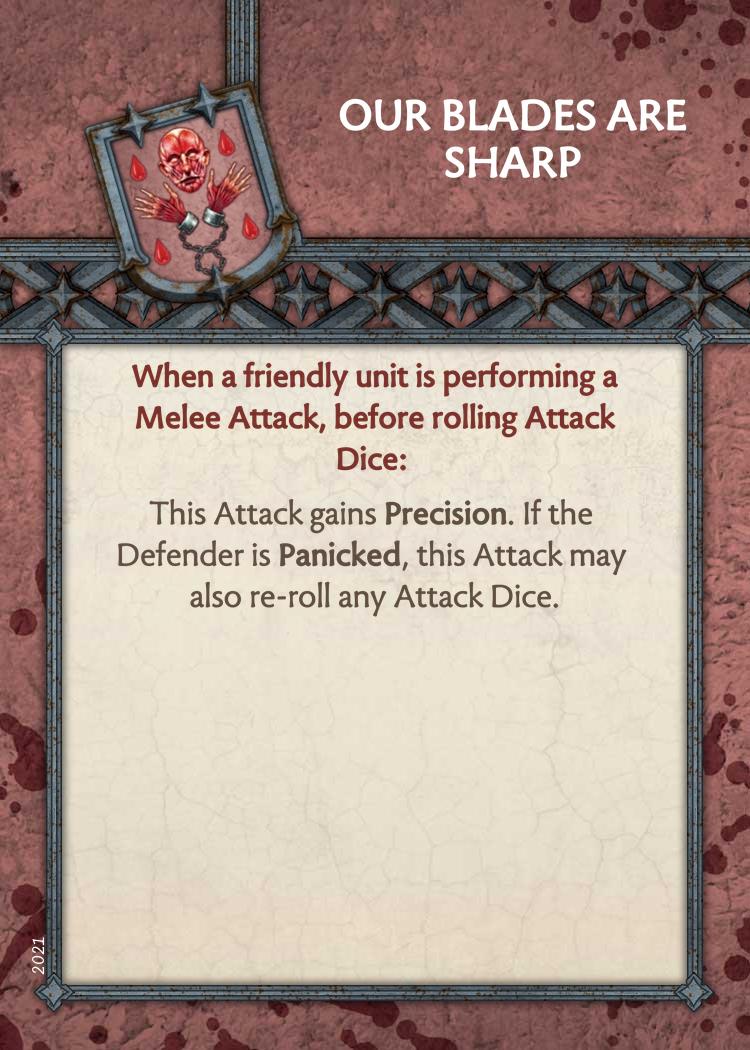 OUR BLADES ARE
SHARP
When a friendly unit is performing a
Melee Attack, before rolling Attack
Dice:
This Attack gains Precision. If the
Defender is Panicked, this Attack may
also re-roll any Attack Dice.
2021